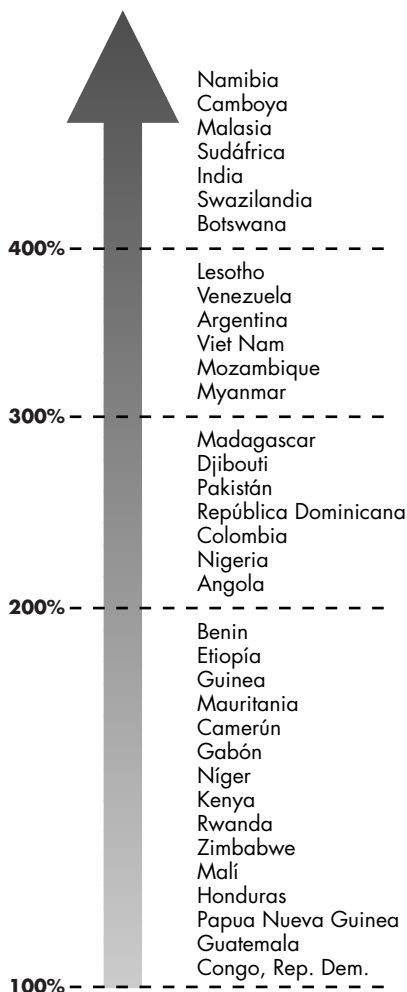 Namibia
Camboya
Malasia
Sudáfrica
India
Swazilandia
Botswana
400%
Lesotho
Venezuela
Argentina
Viet Nam
Mozambique
Myanmar
300%
Madagascar
Djibouti
Pakistán
República Dominicana
Colombia
Nigeria
Angola
200%
Benin
Etiopía
Guinea
Mauritania
Camerún
Gabón
Níger
Kenya
Rwanda
Zimbabwe
Malí
Honduras
Papua Nueva Guinea
Guatemala
Congo, Rep. Dem.
100%